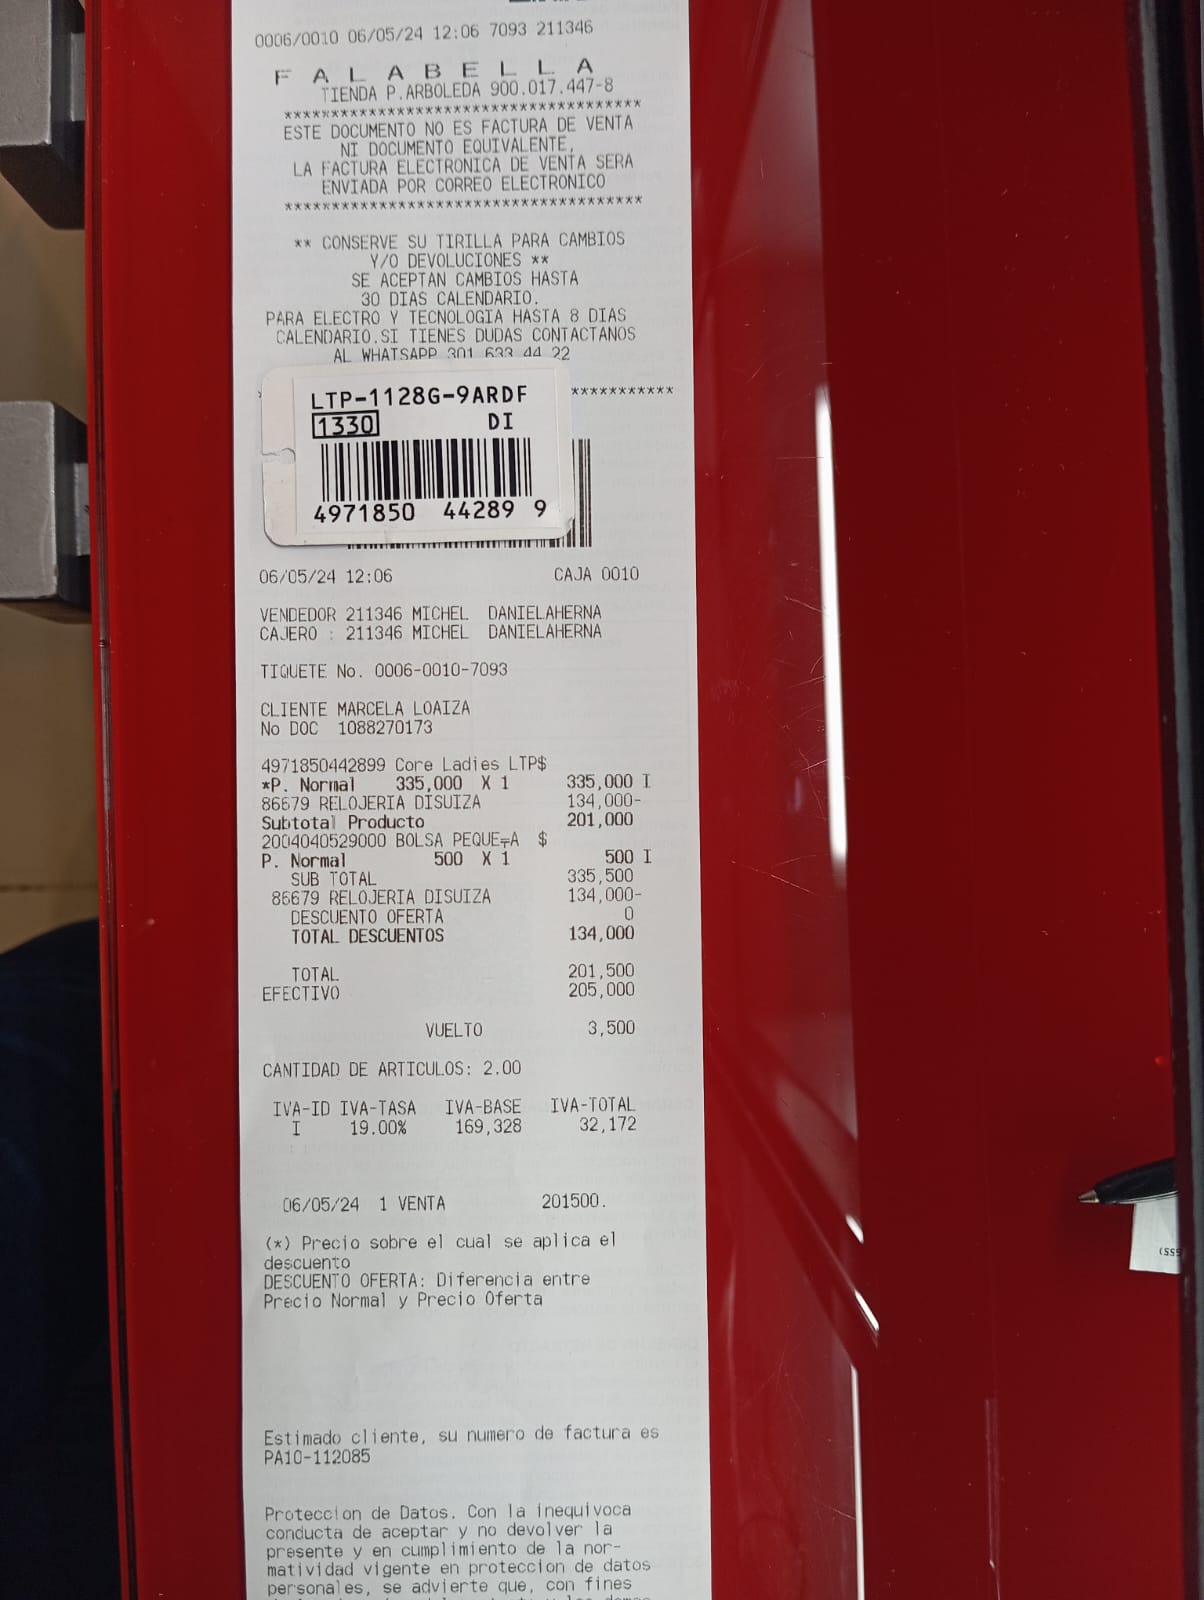 0006/0010 06/05/24 12:06 7093 211346
F A L A B E L L A
TIENDA P.ARBOLEDA 900.017.447-8
**************************************
ESTE DOCUMENTO NO ES FACTURA DE VENTA
NI DOCUMENTO EQUIVALENTE,
LA FACTURA ELECTRONICA DE VENTA SERA
ENVIADA POR CORREO ELECTRONICO
**************************************
** CONSERVE SU TIRILLA PARA CAMBIOS
Y/O DEVOLUCIONES **
SE ACEPTAN CAMBIOS HASTA
30 DIAS CALENDARIO.
PARA ELECTRO Y TECNOLOGIA HASTA 8 DIAS
CALENDARIO.SI TIENES DUDAS CONTACTANOS
AL WHATSAPP 301 633 44 22
***********
LTP-1128G-9ARDF
1330 DI
4971850 44289 9
06/05/24 12:06 CAJA 0010
VENDEDOR 211346 MICHEL DANIELAHERNA
CAJERO : 211346 MICHEL DANIELAHERNA
TIQUETE No. 0006-0010-7093
CLIENTE MARCELA LOAIZA
No DOC 1088270173
4971850442899 Core Ladies LTP$
*P. Normal 335,000 X 1 335,000 I
86679 RELOJERIA DISUIZA 134,000-
Subtotal Producto 201,000
2004040529000 BOLSA PEQUE╤A $
P. Normal 500 X 1 500 I
SUB TOTAL 335,500
86679 RELOJERIA DISUIZA 134,000-
DESCUENTO OFERTA 0
TOTAL DESCUENTOS 134,000
TOTAL 201,500
EFECTIVO 205,000
VUELTO 3,500
CANTIDAD DE ARTICULOS: 2.00
IVA-ID IVA-TASA IVA-BASE IVA-TOTAL
I 19.00% 169,328 32,172
06/05/24 1 VENTA 201500.
(*) Precio sobre el cual se aplica el
descuento
DESCUENTO OFERTA: Diferencia entre
Precio Normal y Precio Oferta
Estimado cliente, su numero de factura es
PA10-112085
Proteccion de Datos. Con la inequivoca
conducta de aceptar y no devolver la
presente y en cumplimiento de la nor-
matividad vigente en proteccion de datos
personales, se advierte que, con fines